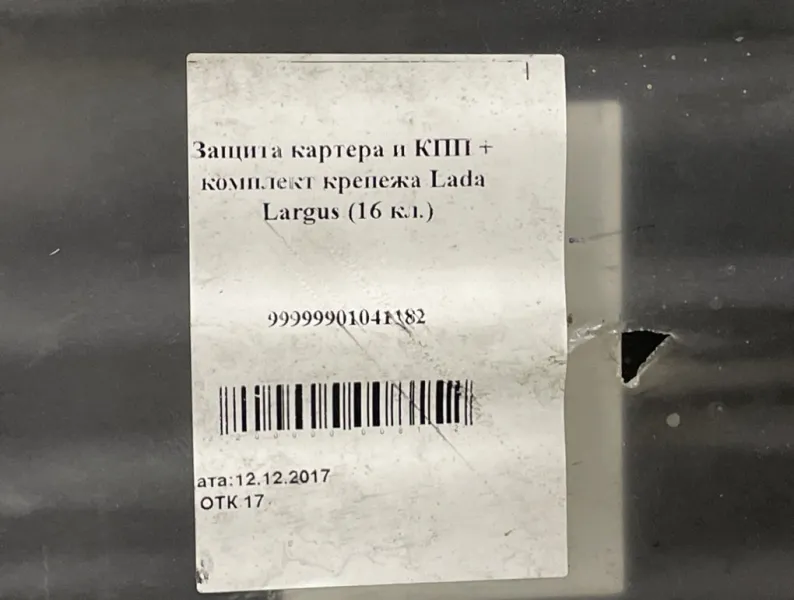 Защита картера и КПП +
комплект крепежа Lada
Largus (16 кл.)
99999901041182
ата:12.12.2017
ОТК 17